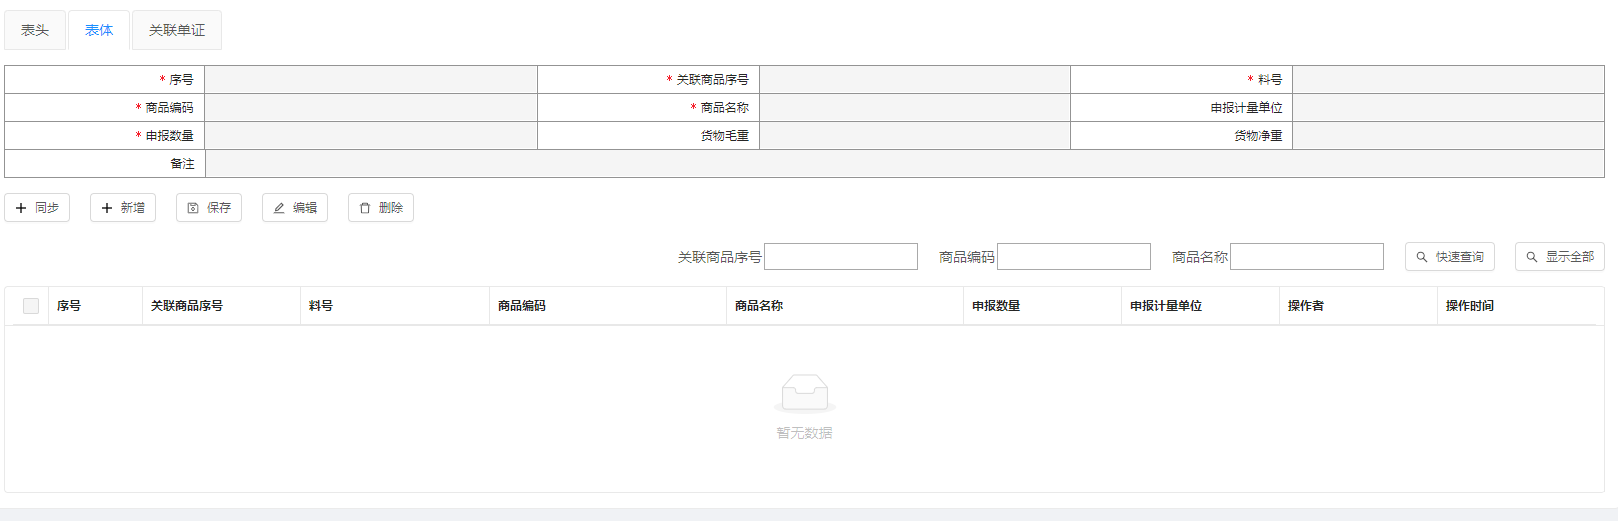 表头 表体 关联单证
* 序号 * 关联商品序号 * 料号
* 商品编码 * 商品名称 申报计量单位
* 申报数量 货物毛重 货物净重
备注
同步 新增 保存 编辑 删除
关联商品序号 商品编码 商品名称 快速查询 显示全部
序号 关联商品序号 料号 商品编码 商品名称 申报数量 申报计量单位 操作者 操作时间
暂无数据